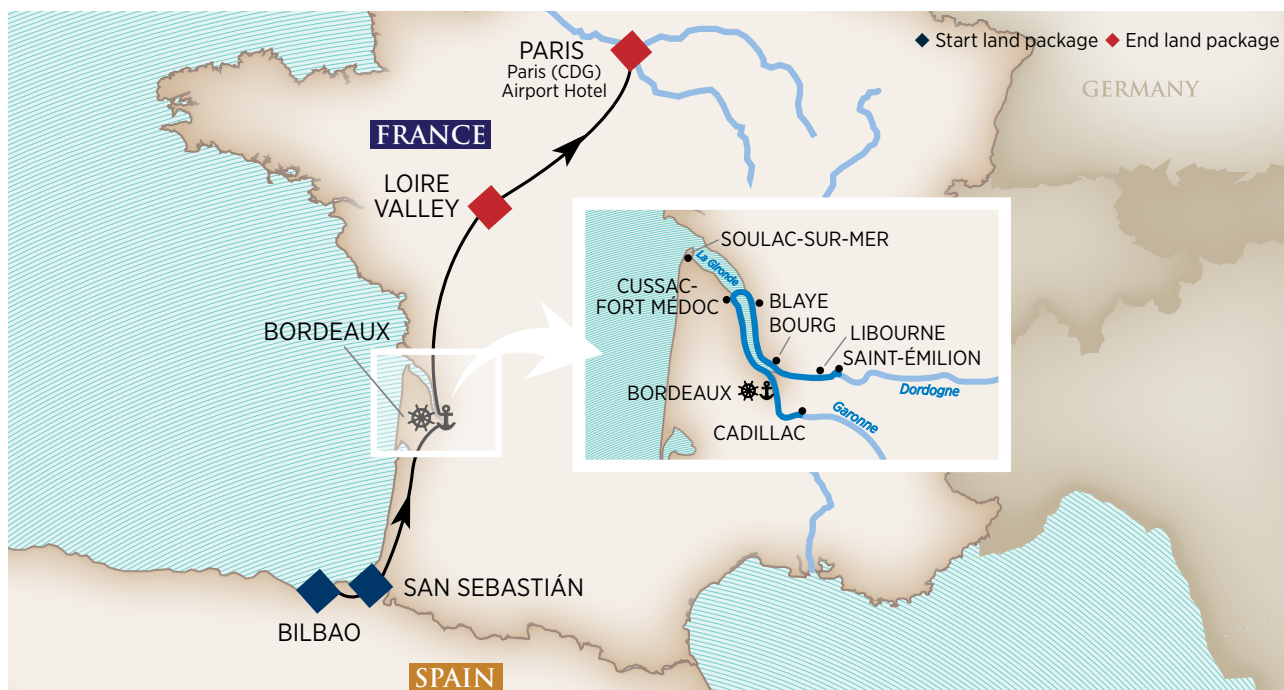 PARIS
Paris (CDG)
Airport Hotel
Start land package
End land package
GERMANY
FRANCE
LOIRE
VALLEY
SOULAC-SUR-MER
La Gironde
CUSSAC-
FORT MÉDOC
BLAYE
BOURG
LIBOURNE
SAINT-ÉMILION
BORDEAUX
BORDEAUX
Dordogne
Garonne
CADILLAC
SAN SEBASTIÁN
BILBAO
SPAIN